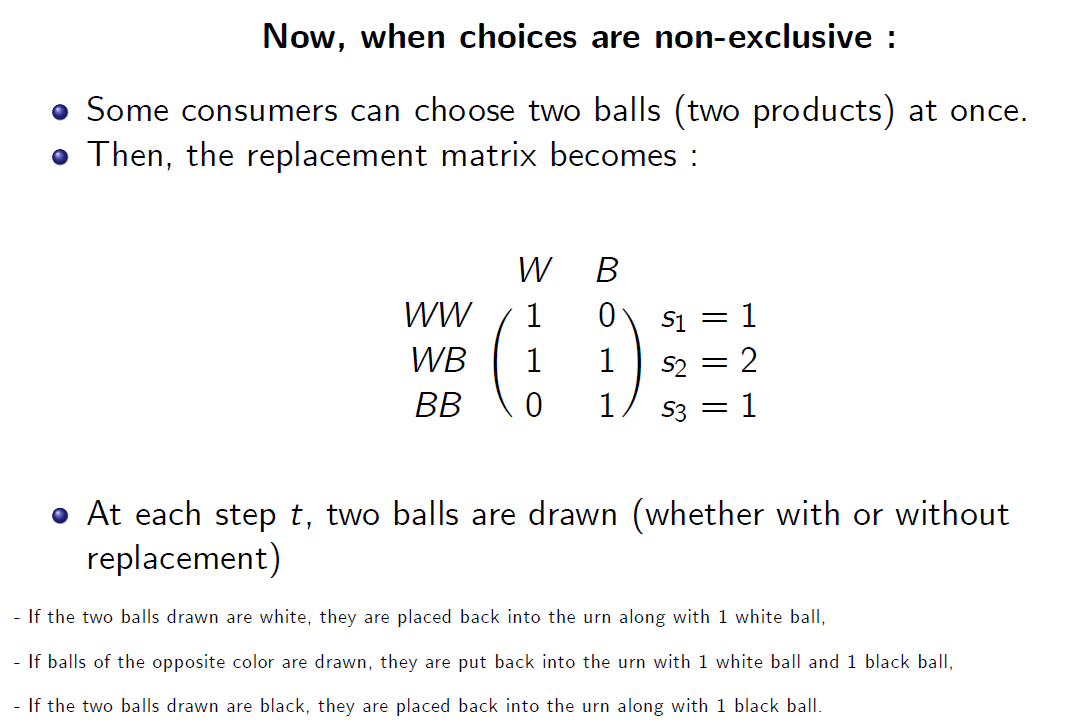 Now, when choices are non-exclusive :
Some consumers can choose two balls (two products) at once.
Then, the replacement matrix becomes :
W B
WW 1 0 s1 = 1
WB 1 1 s2 = 2
BB 0 1 s3 = 1
At each step t, two balls are drawn (whether with or without
replacement)
- If the two balls drawn are white, they are placed back into the urn along with 1 white ball,
- If balls of the opposite color are drawn, they are put back into the urn with 1 white ball and 1 black ball,
- If the two balls drawn are black, they are placed back into the urn along with 1 black ball.